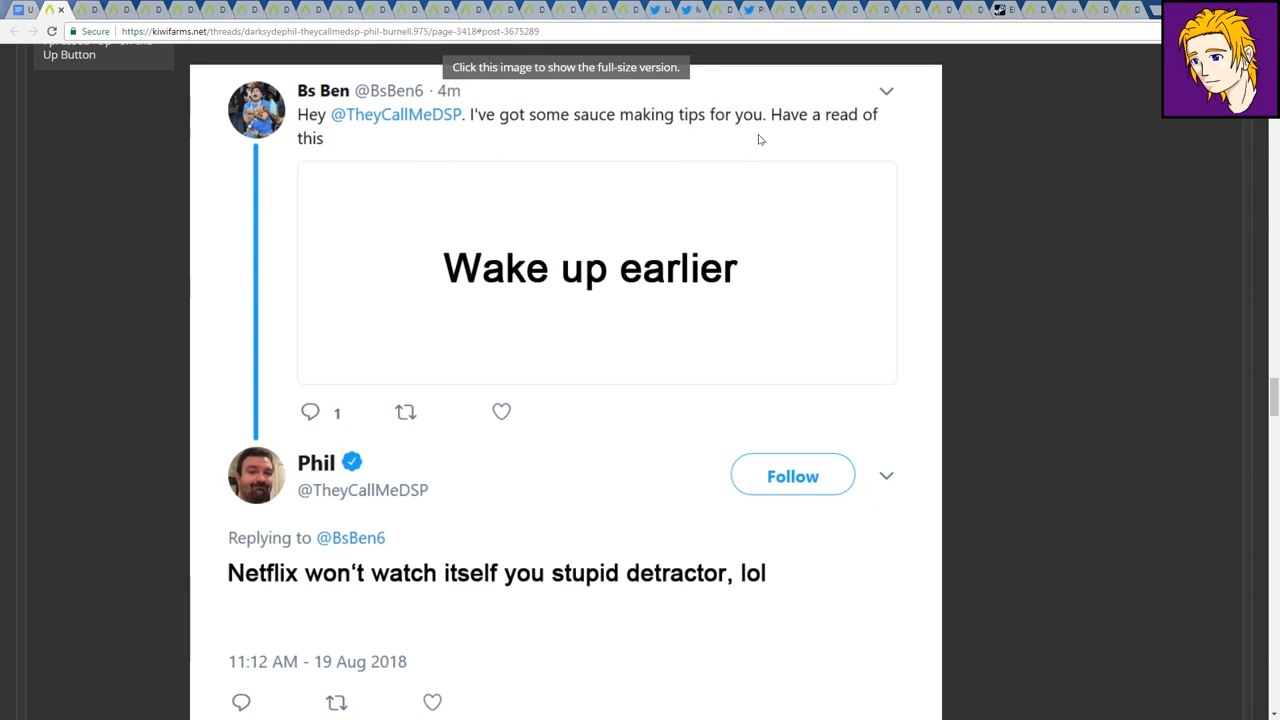 Secure
https://kiwifarms.net/threads/darksydephil-theycallmedsp-phil-burnell.975/page-3418#post-3675289
Up Button
Click this image to show the full-size version.
Bs Ben @BsBen6 · 4m
Hey @TheyCallMeDSP. I've got some sauce making tips for you. Have a read of
this
Wake up earlier
1
Phil
@TheyCallMeDSP
Follow
Replying to @BsBen6
Netflix won't watch itself you stupid detractor, lol
11:12 AM - 19 Aug 2018